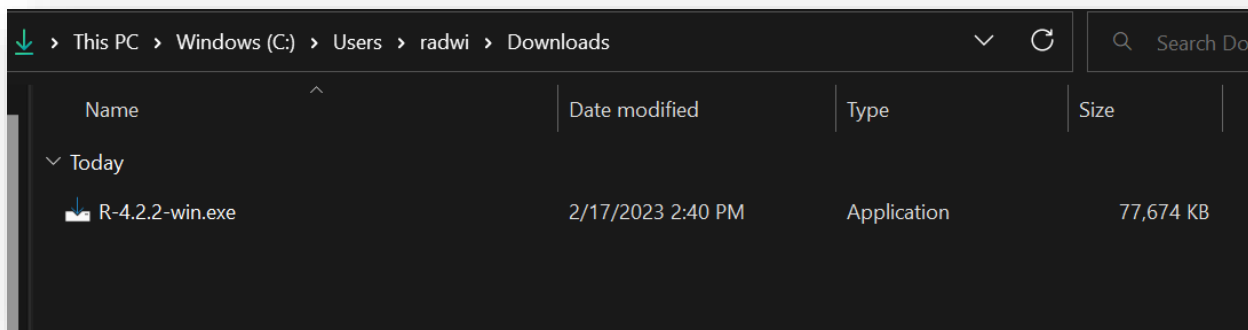 This PC > Windows (C:) > Users > radwi > Downloads Search Do
Name Date modified Type Size
Today
R-4.2.2-win.exe 2/17/2023 2:40 PM Application 77,674 KB